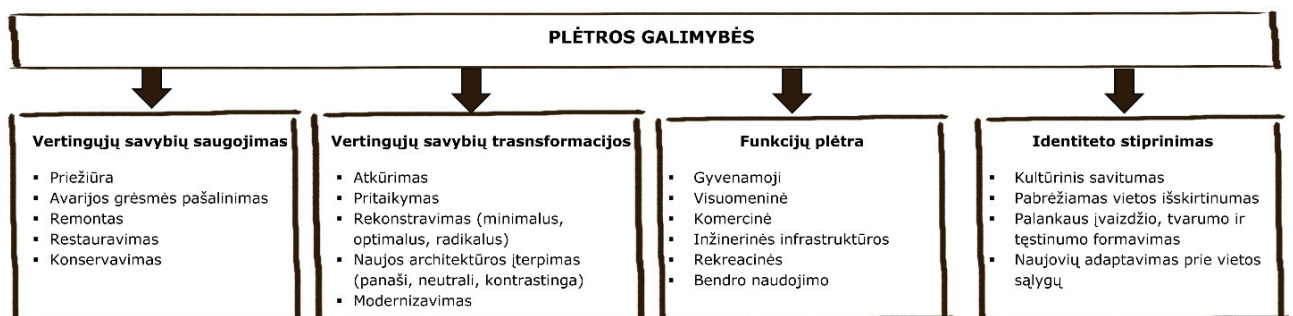 PLĖTROS GALIMYBĖS
Vertingųjų savybių saugojimas
▪ Priežiūra
▪ Avarijos grėsmės pašalinimas
▪ Remontas
▪ Restauravimas
▪ Konservavimas
Vertingųjų savybių trasnsformacijos
▪ Atkūrimas
▪ Pritaikymas
▪ Rekonstravimas (minimalus,
optimalus, radikalus)
▪ Naujos architektūros įterpimas
(panaši, neutrali, kontrastinga)
▪ Modernizavimas
Funkcijų plėtra
▪ Gyvenamoji
▪ Visuomeninė
▪ Komercinė
▪ Inžinerinės infrastruktūros
▪ Rekreacinės
▪ Bendro naudojimo
Identiteto stiprinimas
▪ Kultūrinis savitumas
▪ Pabrėžiamas vietos išskirtinumas
▪ Palankaus įvaizdžio, tvarumo ir
tęstinumo formavimas
▪ Naujovių adaptavimas prie vietos
sąlygų